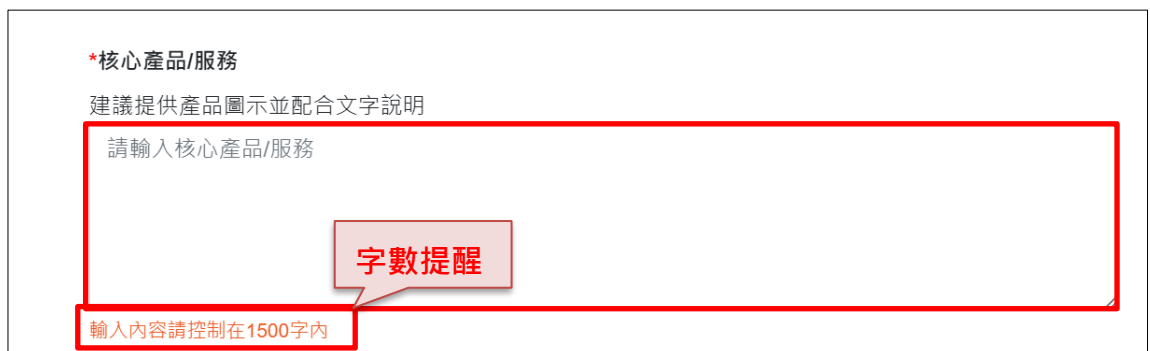 *核心產品/服務
建議提供產品圖示並配合文字說明
請輸入核心產品/服務
字數提醒
輸入內容請控制在1500字內